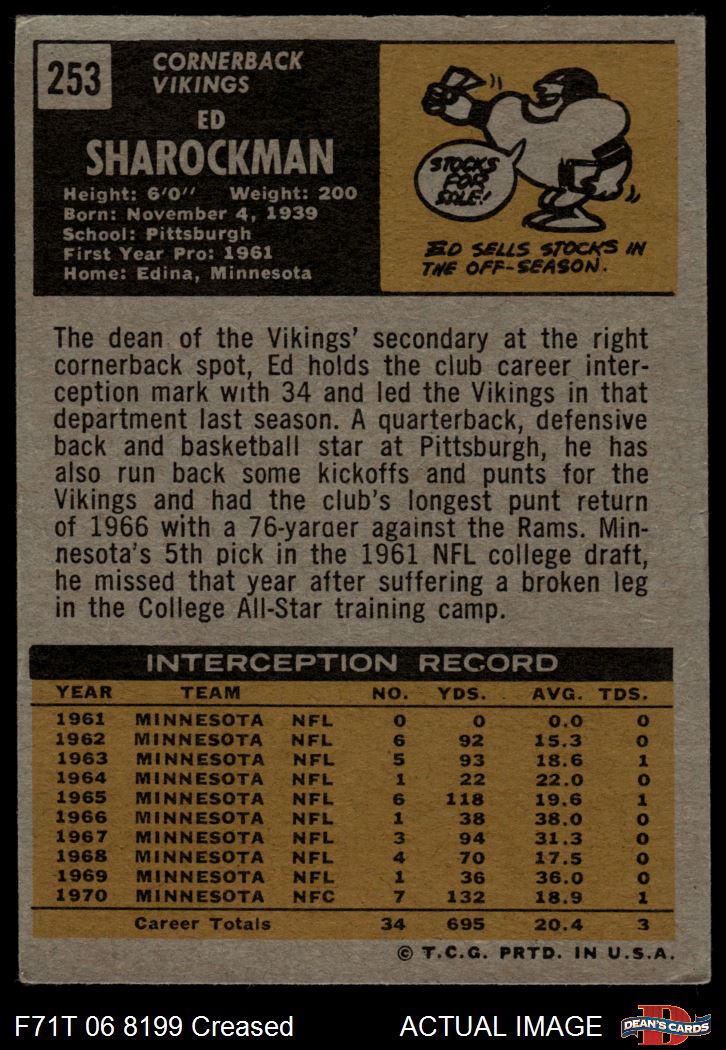 253
CORNERBACK
VIKINGS
ED
SHAROCKMAN
Height: 6'0" Weight: 200
Born: November 4, 1939
School: Pittsburgh
First Year Pro: 1961
Home: Edina, Minnesota
STOCKS
FOR
SALE!
ED SELLS STOCKS IN
THE OFF-SEASON.
The dean of the Vikings' secondary at the right
cornerback spot, Ed holds the club career inter-
ception mark with 34 and led the Vikings in that
department last season. A quarterback, defensive
back and basketball star at Pittsburgh, he has
also run back some kickoffs and punts for the
Vikings and had the club's longest punt return
of 1966 with a 76-yarder against the Rams. Min-
nesota's 5th pick in the 1961 NFL college draft,
he missed that year after suffering a broken leg
in the College All-Star training camp.
INTERCEPTION RECORD
YEAR TEAM NO. YDS. AVG. TDS.
1961 MINNESOTA NFL 0 0 0.0 0
1962 MINNESOTA NFL 6 92 15.3 0
1963 MINNESOTA NFL 5 93 18.6 1
1964 MINNESOTA NFL 1 22 22.0 0
1965 MINNESOTA NFL 6 118 19.6 1
1966 MINNESOTA NFL 1 38 38.0 0
1967 MINNESOTA NFL 3 94 31.3 0
1968 MINNESOTA NFL 4 70 17.5 0
1969 MINNESOTA NFL 1 36 36.0 0
1970 MINNESOTA NFC 7 132 18.9 1
Career Totals 34 695 20.4 3
© T.C.G. PRTD. IN U.S.A.
F71T 06 8199 Creased ACTUAL IMAGE
D
DEAN'S CARDS